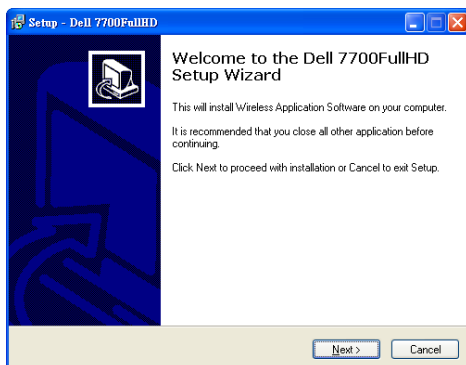 Setup - Dell 7700FullHD
Welcome to the Dell 7700FullHD
Setup Wizard
This will install Wireless Application Software on your computer.
It is recommended that you close all other application before
continuing.
Click Next to proceed with installation or Cancel to exit Setup.
Next >
Cancel